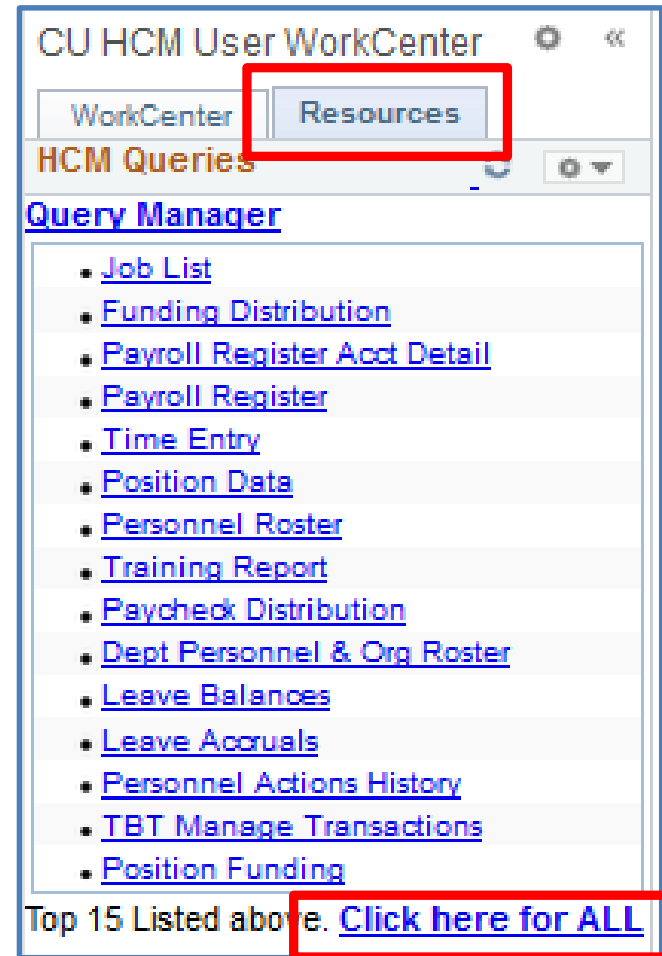 CU HCM User WorkCenter
WorkCenter Resources
HCM Queries
Query Manager
Job List
Funding Distribution
Payroll Register Acct Detail
Payroll Register
Time Entry
Position Data
Personnel Roster
Training Report
Paycheck Distribution
Dept Personnel & Org Roster
Leave Balances
Leave Accruals
Personnel Actions History
TBT Manage Transactions
Position Funding
Top 15 Listed above. Click here for ALL